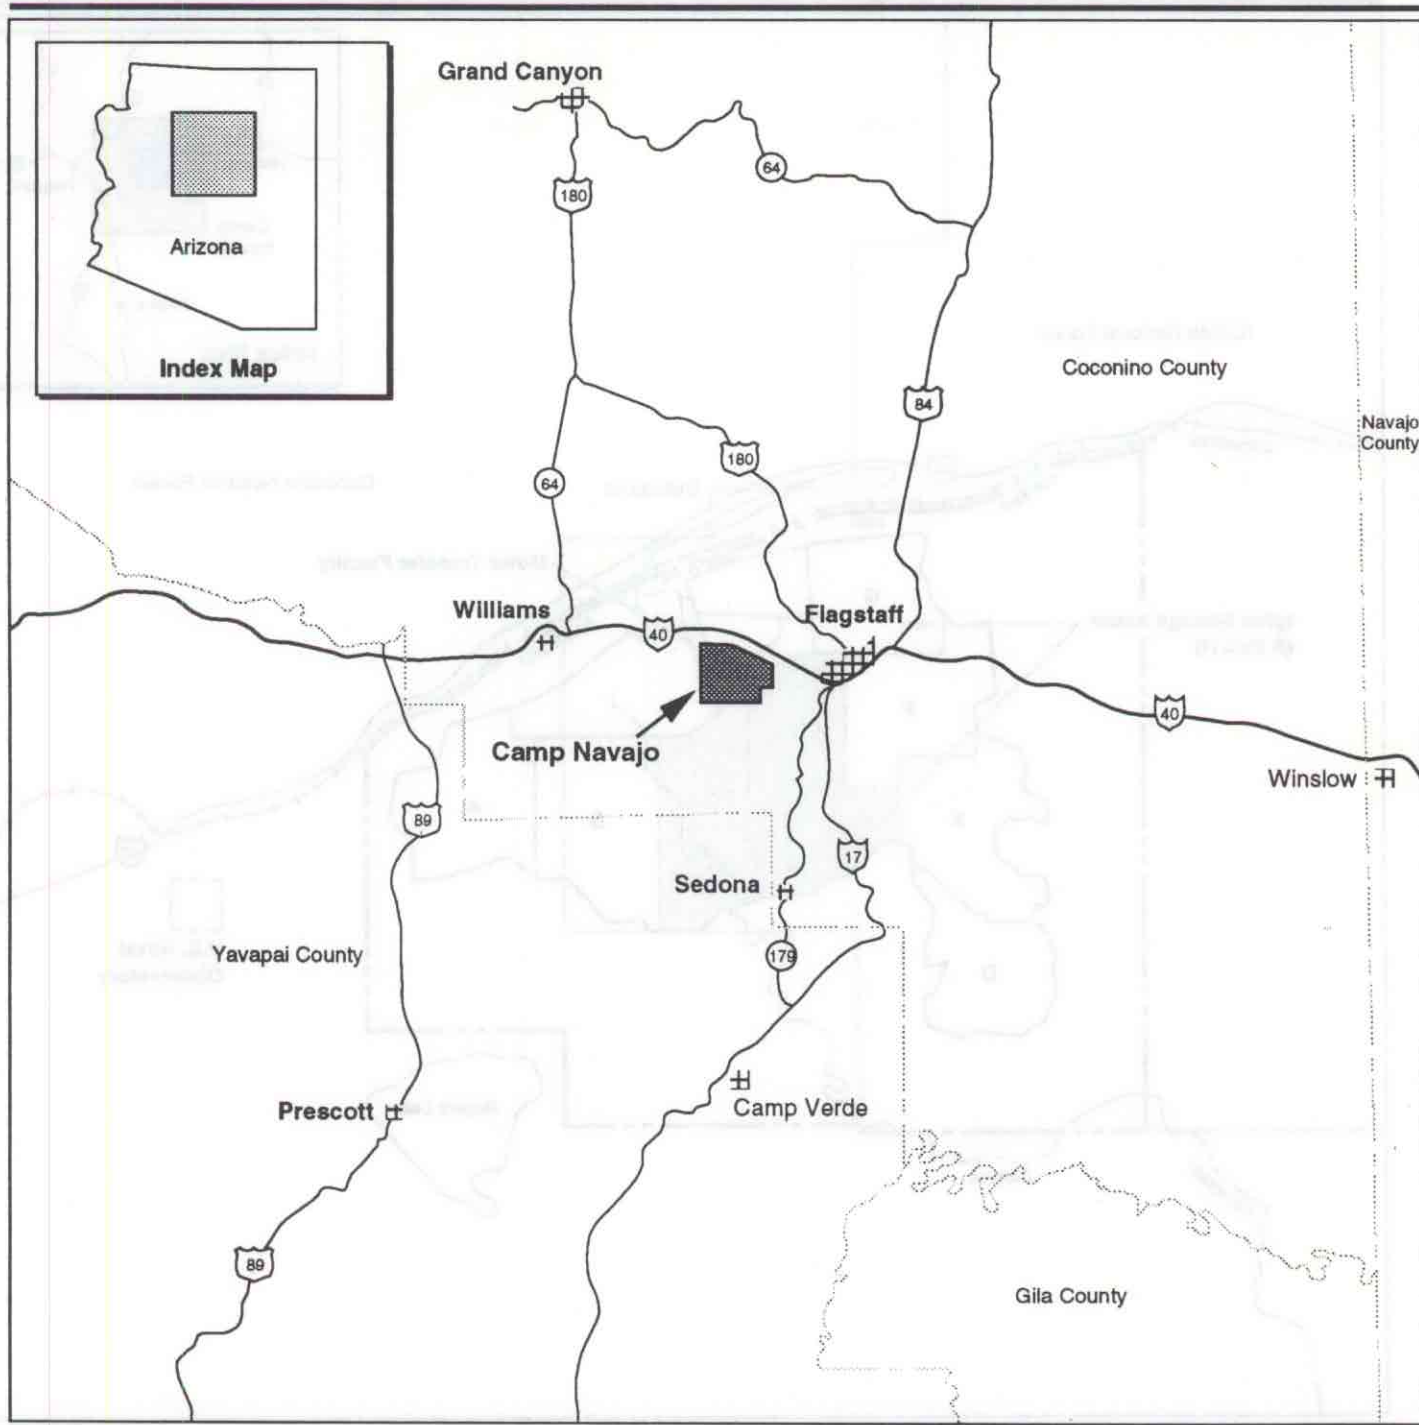 Grand Canyon
Arizona
Index Map
64
180
Coconino County
84
Navajo
County
180
64
Williams
Flagstaff
40
40
Camp Navajo
Winslow
89
17
Sedona
Yavapai County
179
Prescott
Camp Verde
89
Gila County